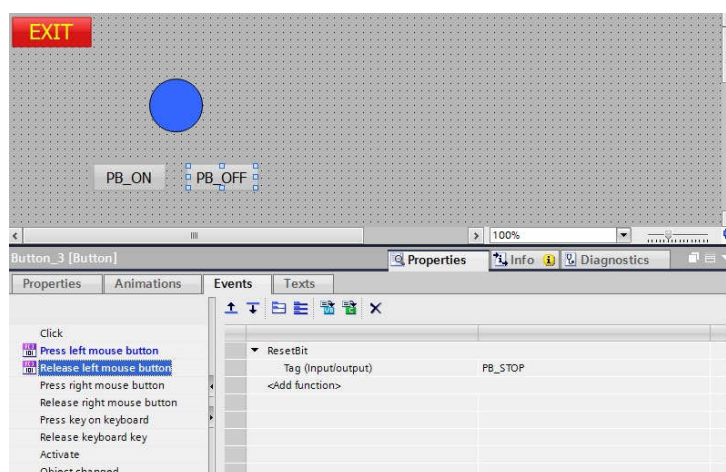 EXIT
PB_ON PB_OFF
100%
Button_3 [Button] Properties Info Diagnostics
Properties Animations Events Texts
Click
Press left mouse button ResetBit
Release left mouse button Tag (Input/output) PB_STOP
Press right mouse button <Add function>
Release right mouse button
Press key on keyboard
Release keyboard key
Activate
Object changed